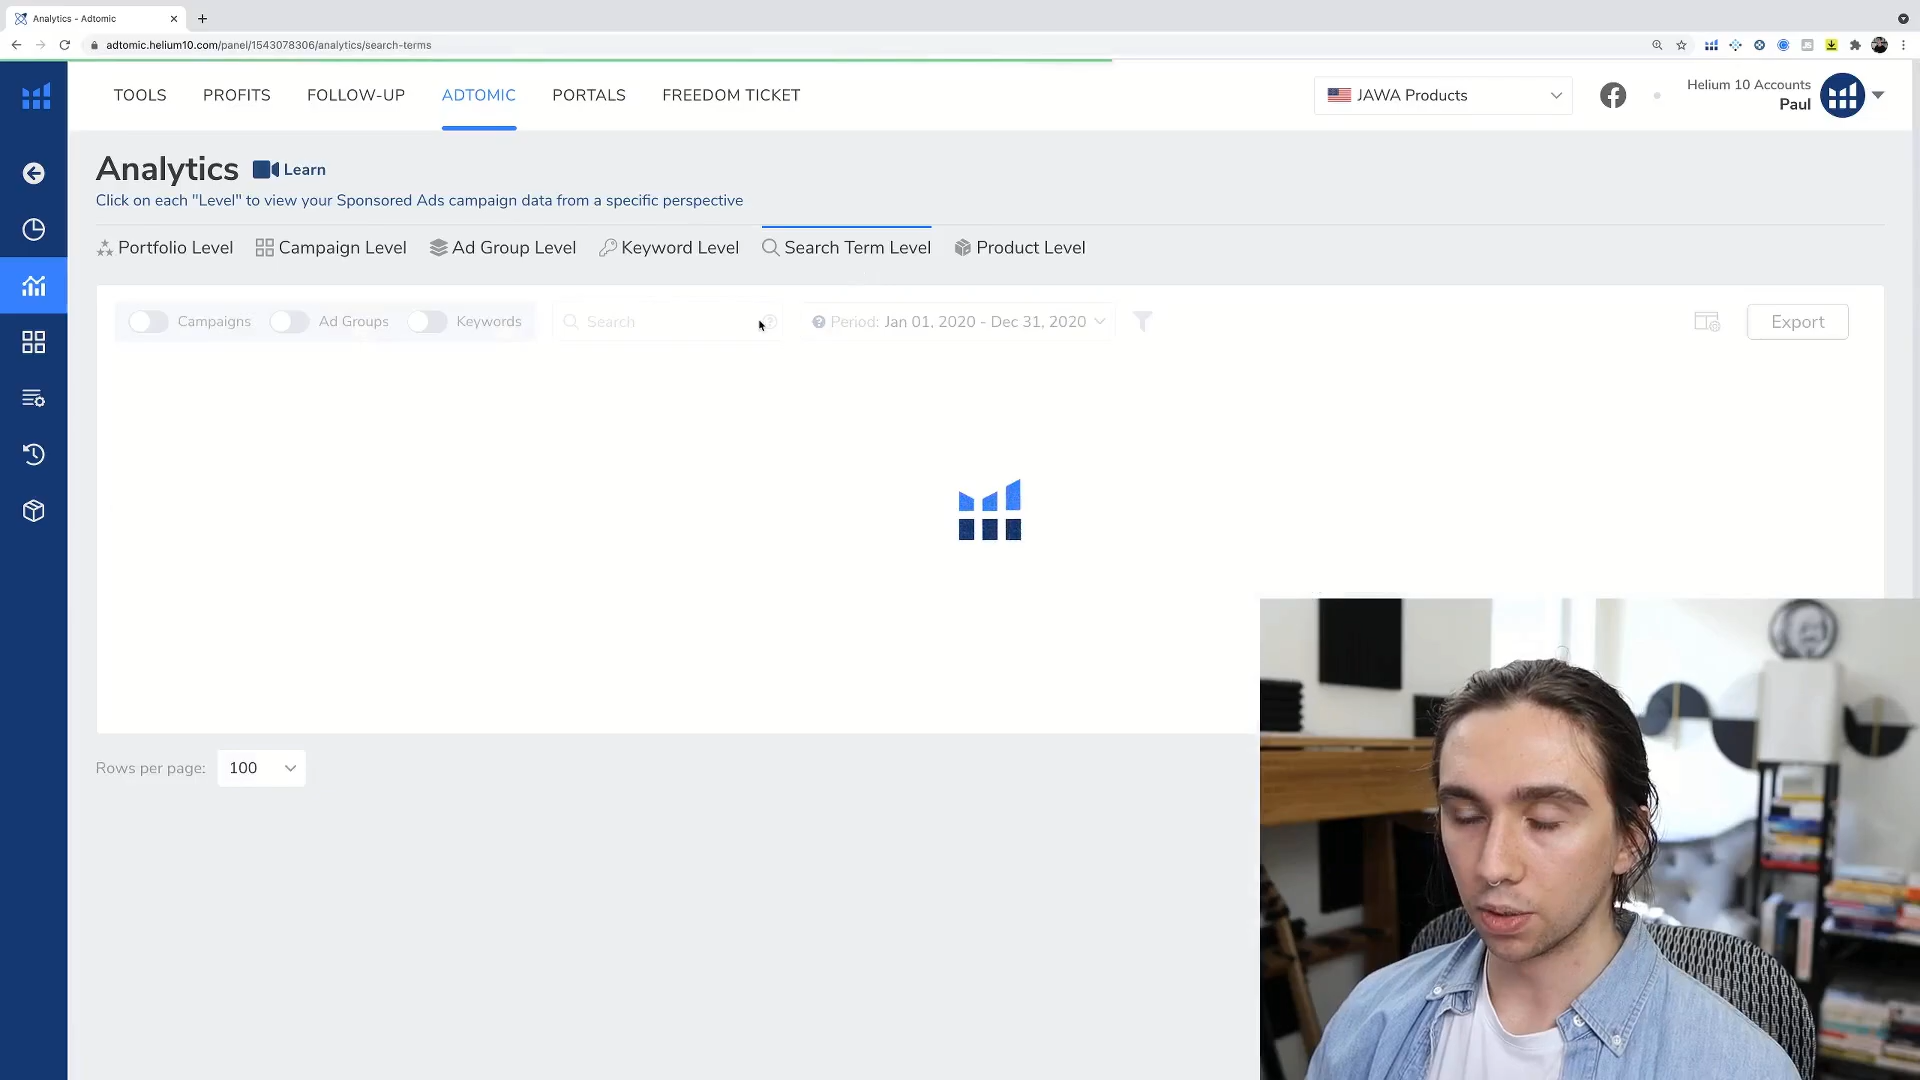 Analytics - Adtomic
adtomic.helium10.com/panel/1543078306/analytics/search-terms
TOOLS PROFITS FOLLOW-UP ADTOMIC PORTALS FREEDOM TICKET
JAWA Products
Helium 10 Accounts
Paul
Analytics Learn
Click on each "Level" to view your Sponsored Ads campaign data from a specific perspective
Portfolio Level Campaign Level Ad Group Level Keyword Level Search Term Level Product Level
Campaigns Ad Groups Keywords Search Period: Jan 01, 2020 - Dec 31, 2020 Export
Rows per page: 100